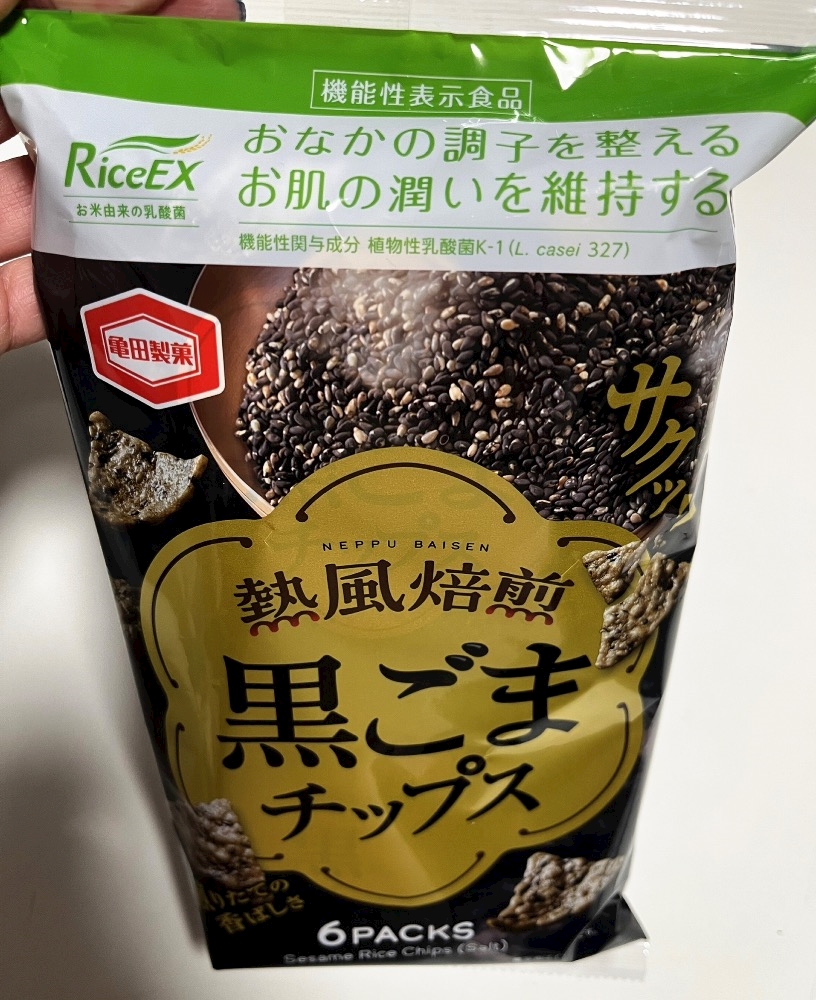 機能性表示食品
RiceEX
お米由来の乳酸菌
おなかの調子を整える
お肌の潤いを維持する
機能性関与成分 植物性乳酸菌K-1(L. casei 327)
亀田製菓
サクッ
NEPPU BAISEN
熱風焙煎
黒ごま
チップス
りたての
香ばしさ
6PACKS
Sesame Rice Chips (Salt)